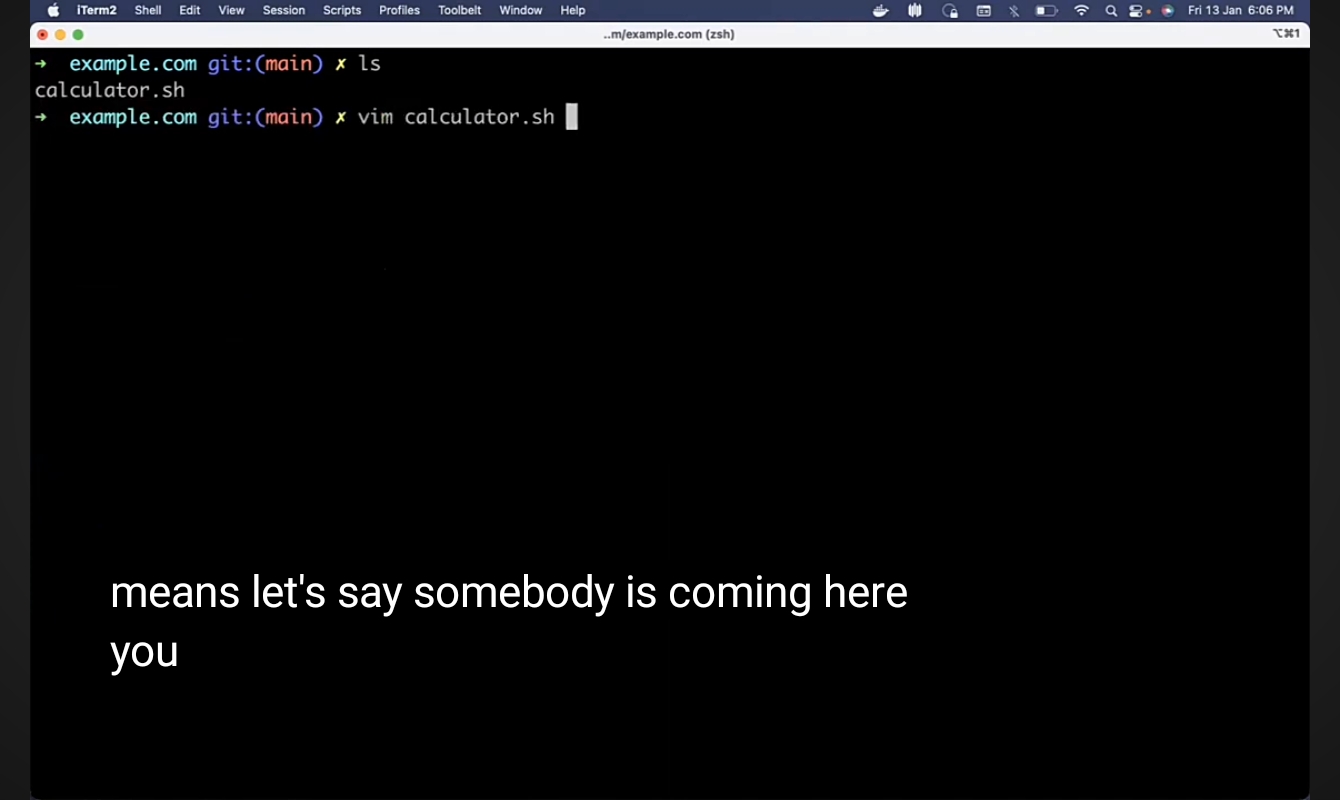 iTerm2 Shell Edit View Session Scripts Profiles Toolbelt Window Help Fri 13 Jan 6:06 PM
..m/example.com (zsh) ⌥⌘1
➜ example.com git:(main) ✗ ls
calculator.sh
➜ example.com git:(main) ✗ vim calculator.sh
means let's say somebody is coming here
you